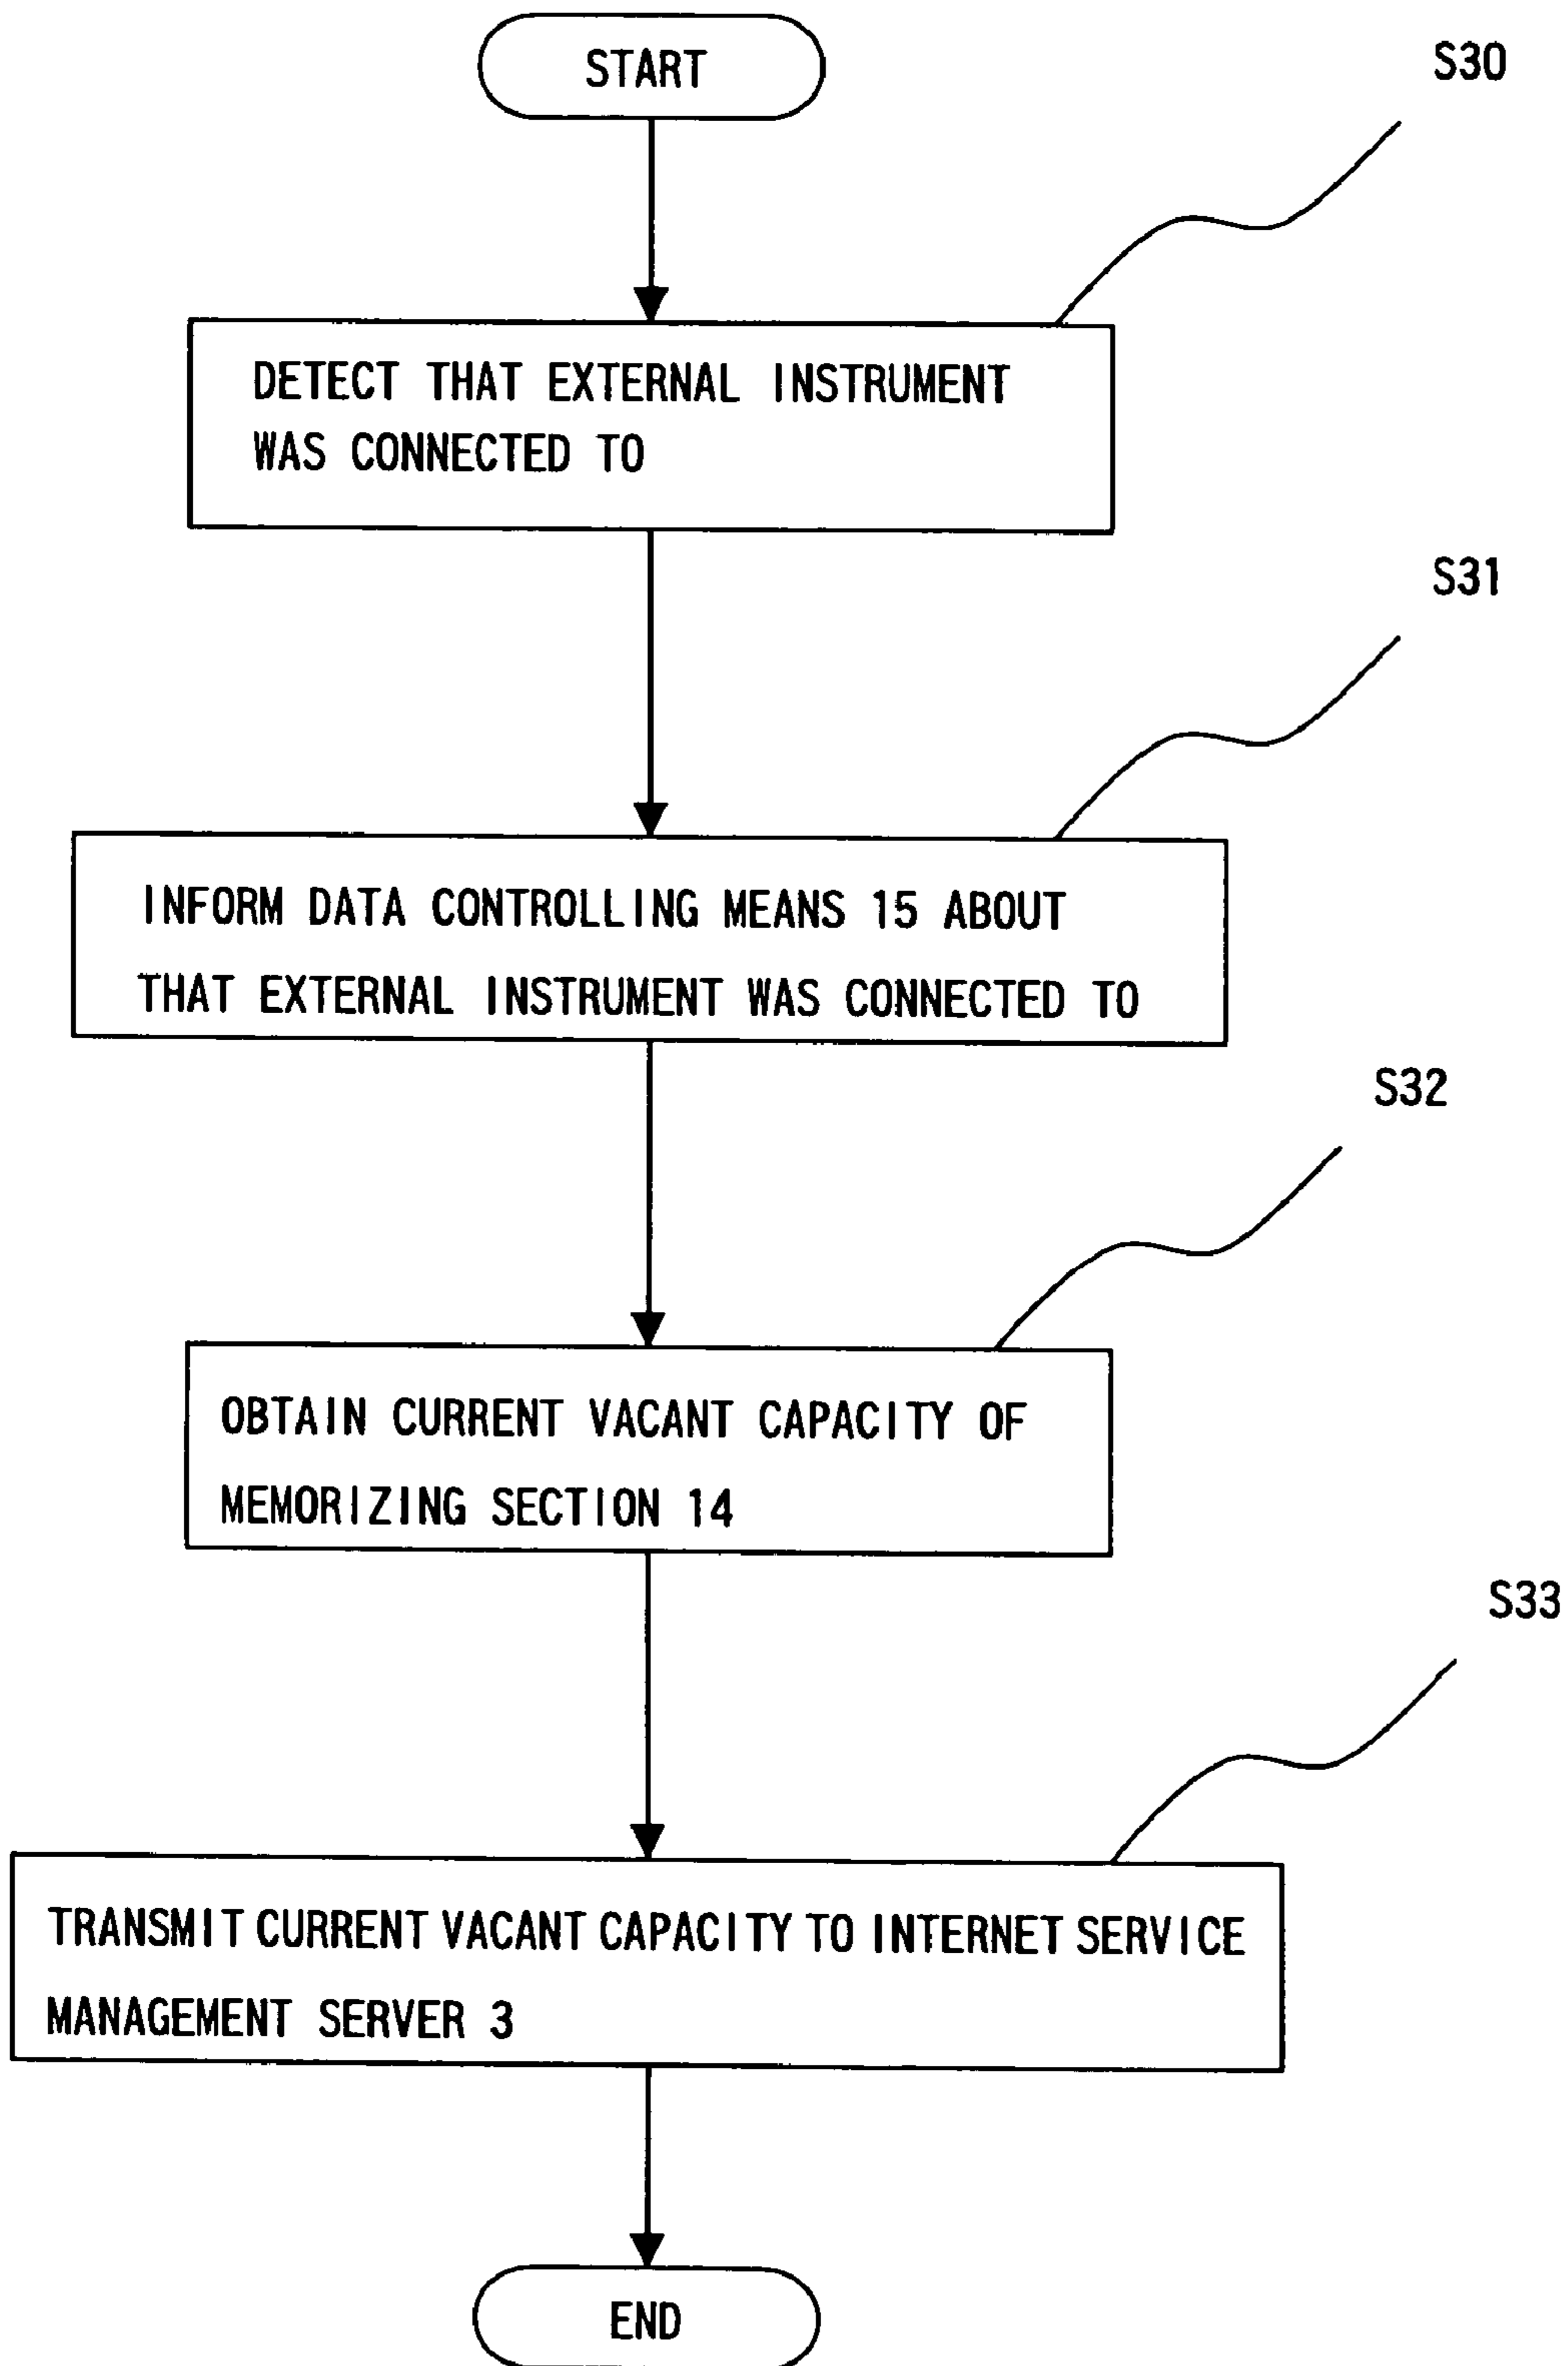 START
S30
DETECT THAT EXTERNAL INSTRUMENT
WAS CONNECTED TO
S31
INFORM DATA CONTROLLING MEANS 15 ABOUT
THAT EXTERNAL INSTRUMENT WAS CONNECTED TO
S32
OBTAIN CURRENT VACANT CAPACITY OF
MEMORIZING SECTION 14
S33
TRANSMIT CURRENT VACANT CAPACITY TO INTERNET SERVICE
MANAGEMENT SERVER 3
END